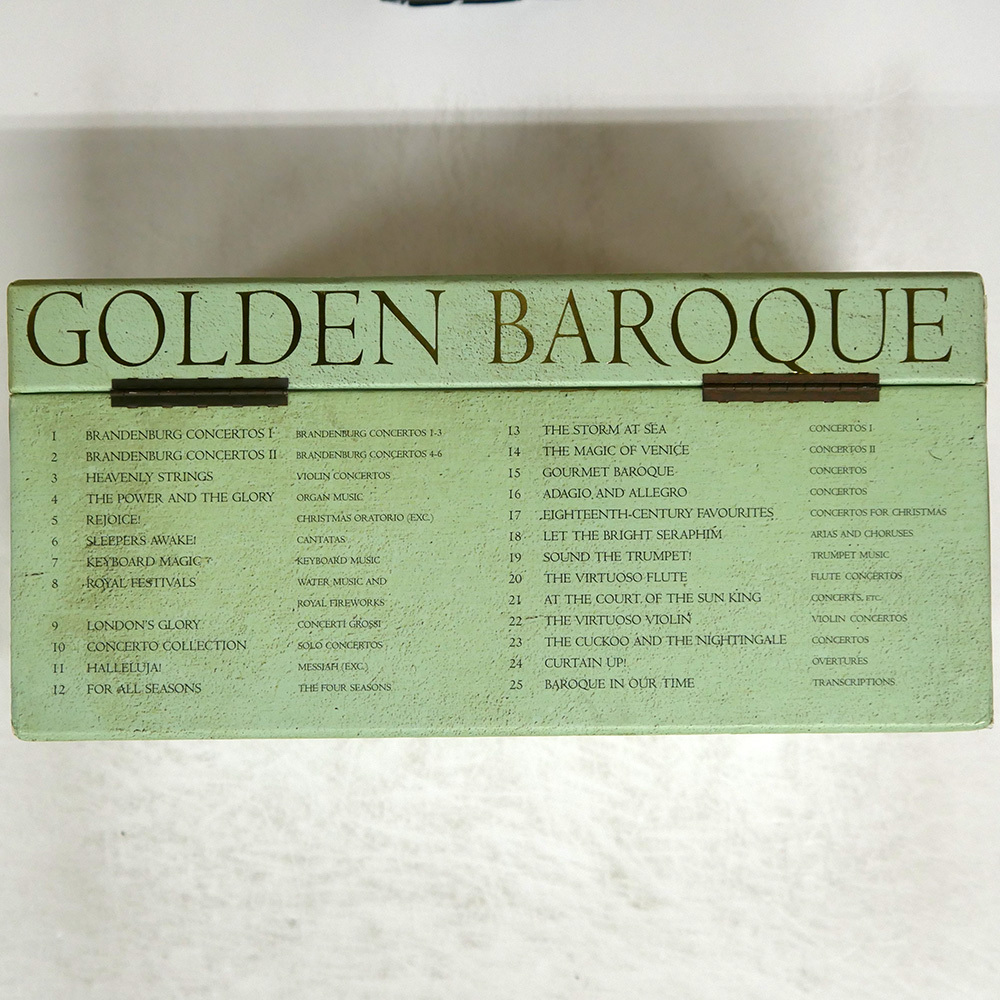 GOLDEN BAROQUE
1 BRANDENBURG CONCERTOS I BRANDENBURG CONCERTOS 1-3
2 BRANDENBURG CONCERTOS II BRANDENBURG CONCERTOS 4-6
3 HEAVENLY STRINGS VIOLIN CONCERTOS
4 THE POWER AND THE GLORY ORGAN MUSIC
5 REJOICE! CHRISTMAS ORATORIO (EXC.)
6 SLEEPERS AWAKE! CANTATAS
7 KEYBOARD MAGIC KEYBOARD MUSIC
8 ROYAL FESTIVALS WATER MUSIC AND
ROYAL FIREWORKS
9 LONDON'S GLORY CONCERTI GROSSI
10 CONCERTO COLLECTION SOLO CONCERTOS
11 HALLELUJA! MESSIAH (EXC.)
12 FOR ALL SEASONS THE FOUR SEASONS
13 THE STORM AT SEA CONCERTOS I
14 THE MAGIC OF VENICE CONCERTOS II
15 GOURMET BAROQUE CONCERTOS
16 ADAGIO AND ALLEGRO CONCERTOS
17 EIGHTEENTH-CENTURY FAVOURITES CONCERTOS FOR CHRISTMAS
18 LET THE BRIGHT SERAPHIM ARIAS AND CHORUSES
19 SOUND THE TRUMPET! TRUMPET MUSIC
20 THE VIRTUOSO FLUTE FLUTE CONCERTOS
21 AT THE COURT OF THE SUN KING CONCERTS, ETC.
22 THE VIRTUOSO VIOLIN VIOLIN CONCERTOS
23 THE CUCKOO AND THE NIGHTINGALE CONCERTOS
24 CURTAIN UP! OVERTURES
25 BAROQUE IN OUR TIME TRANSCRIPTIONS